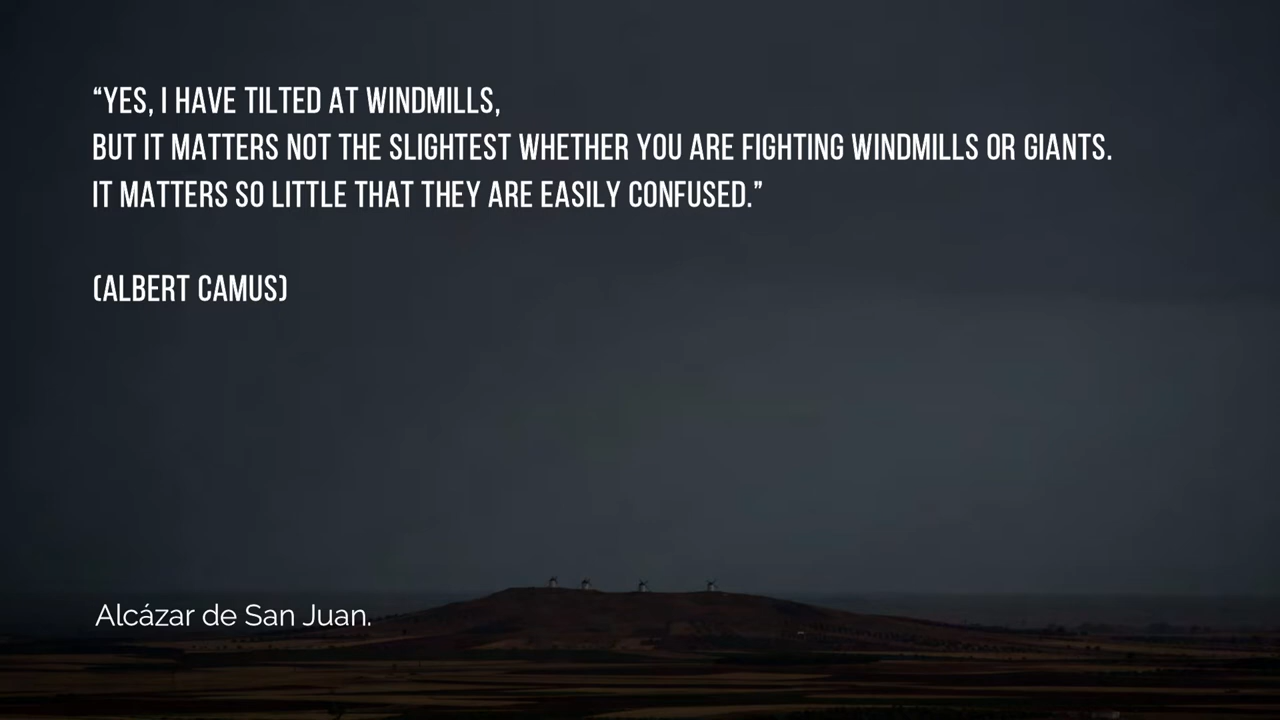 “YES, I HAVE TILTED AT WINDMILLS,
BUT IT MATTERS NOT THE SLIGHTEST WHETHER YOU ARE FIGHTING WINDMILLS OR GIANTS.
IT MATTERS SO LITTLE THAT THEY ARE EASILY CONFUSED.”
(ALBERT CAMUS)
Alcázar de San Juan.